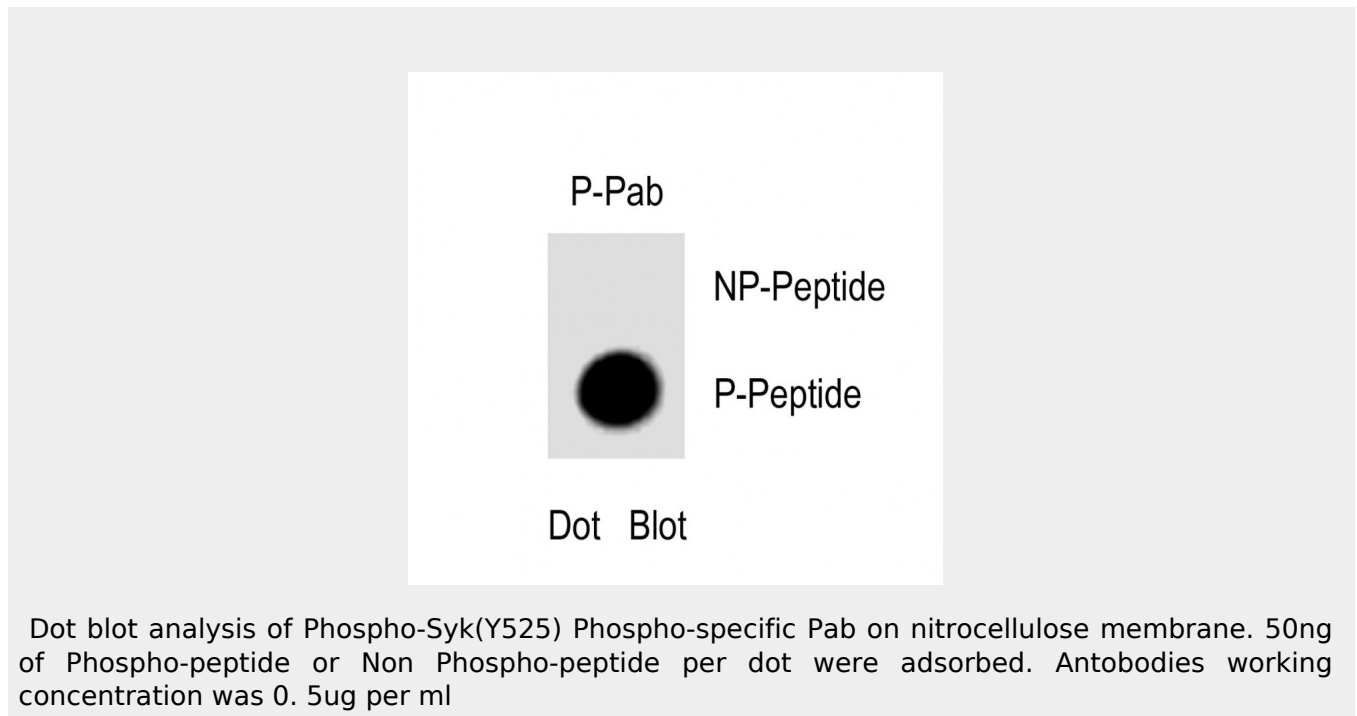 P-Pab
NP-Peptide
P-Peptide
Dot Blot
Dot blot analysis of Phospho-Syk(Y525) Phospho-specific Pab on nitrocellulose membrane. 50ng
of Phospho-peptide or Non Phospho-peptide per dot were adsorbed. Antobodies working
concentration was 0. 5ug per ml